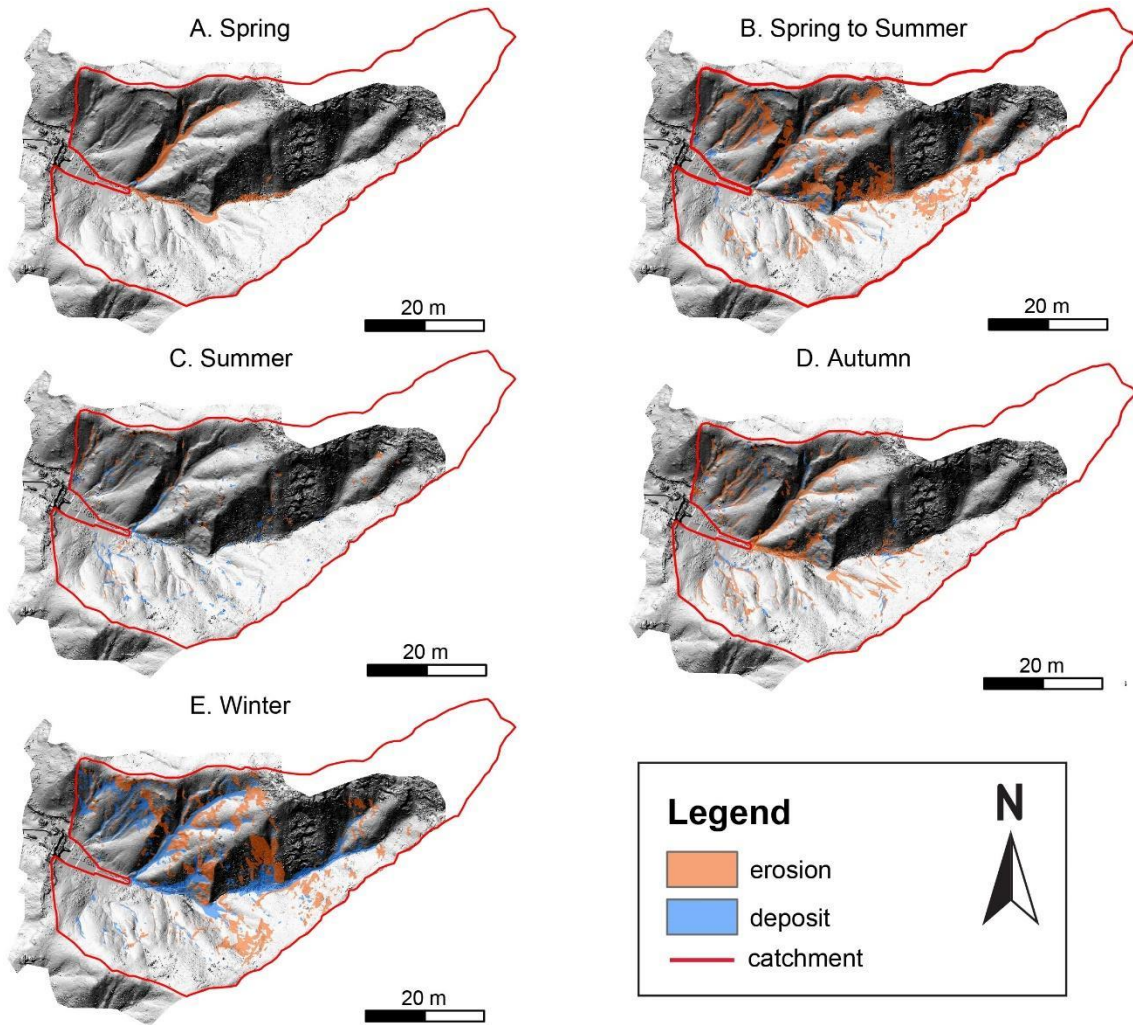 A. Spring
B. Spring to Summer
20 m
20 m
C. Summer
D. Autumn
20 m
20 m
E. Winter
20 m
Legend
N
erosion
deposit
catchment